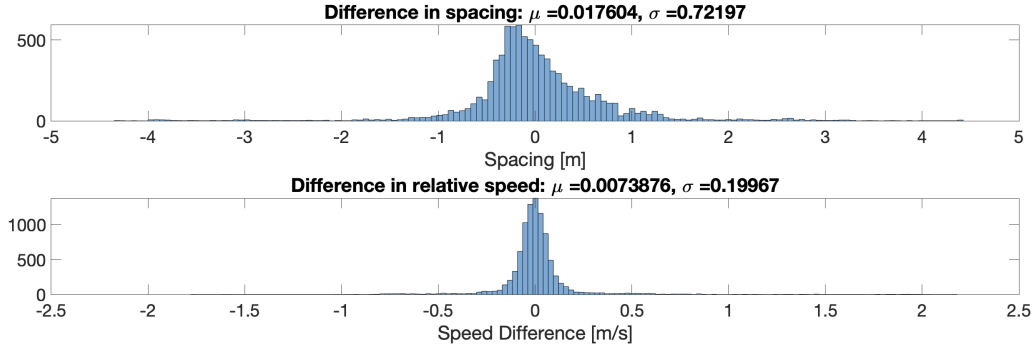 Difference in spacing: μ =0.017604, σ =0.72197
500
0
-5 -4 -3 -2 -1 0 1 2 3 4 5
Spacing [m]
Difference in relative speed: μ =0.0073876, σ =0.19967
1000
500
0
-2.5 -2 -1.5 -1 -0.5 0 0.5 1 1.5 2 2.5
Speed Difference [m/s]